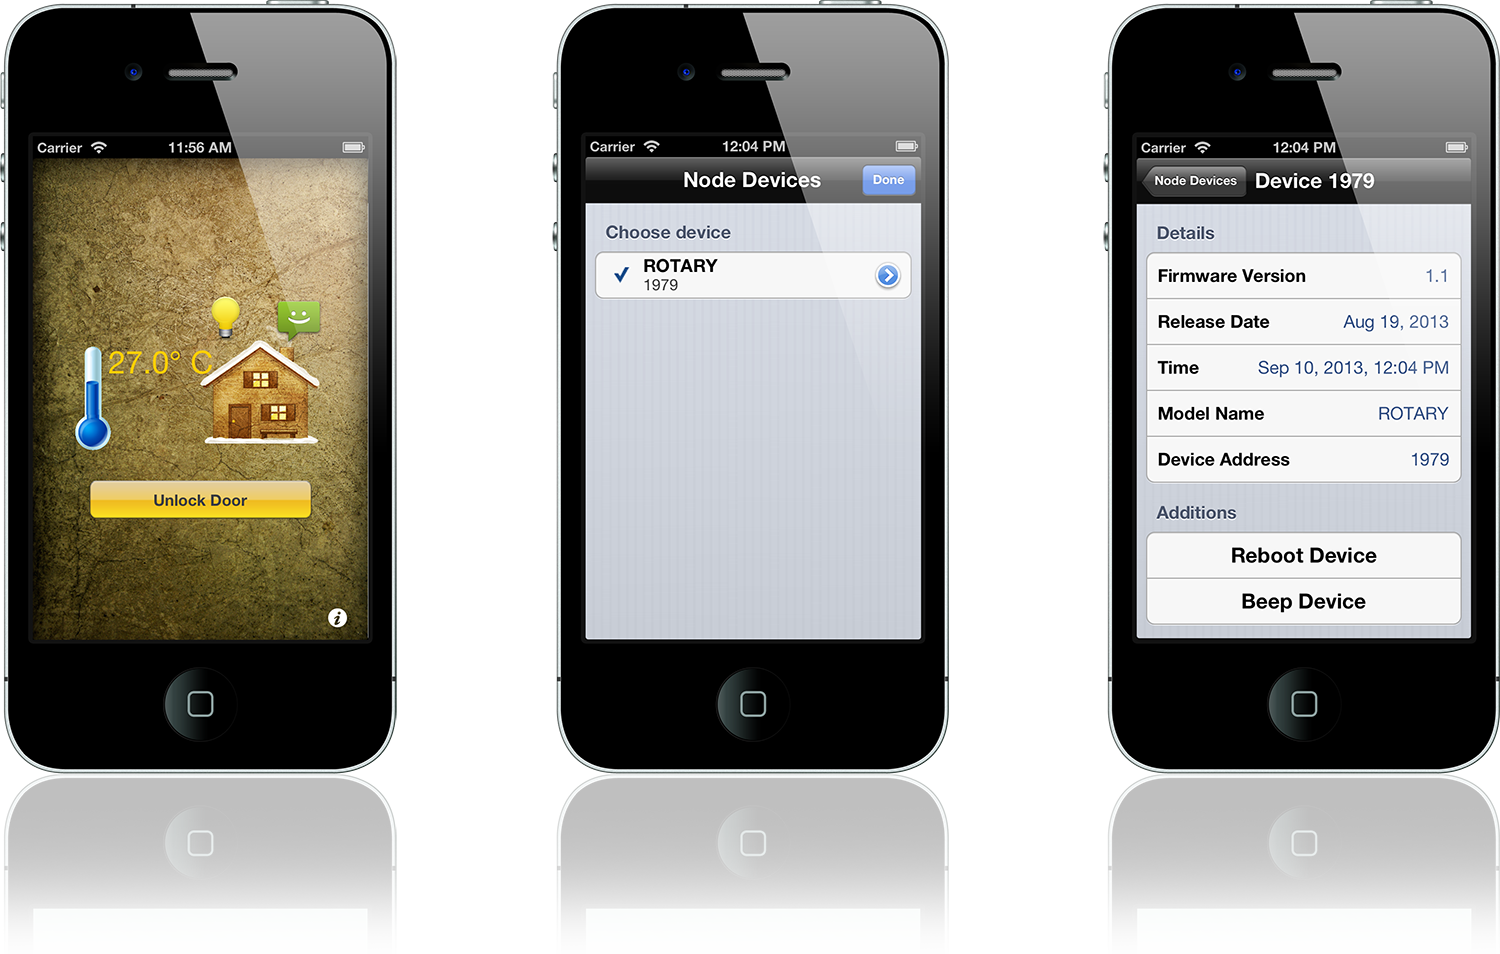 Carrier 11:56 AM
27.0° C
Unlock Door
i
Carrier 12:04 PM
Node Devices Done
Choose device
ROTARY
1979
Carrier 12:04 PM
Node Devices Device 1979
Details
Firmware Version 1.1
Release Date Aug 19, 2013
Time Sep 10, 2013, 12:04 PM
Model Name ROTARY
Device Address 1979
Additions
Reboot Device
Beep Device